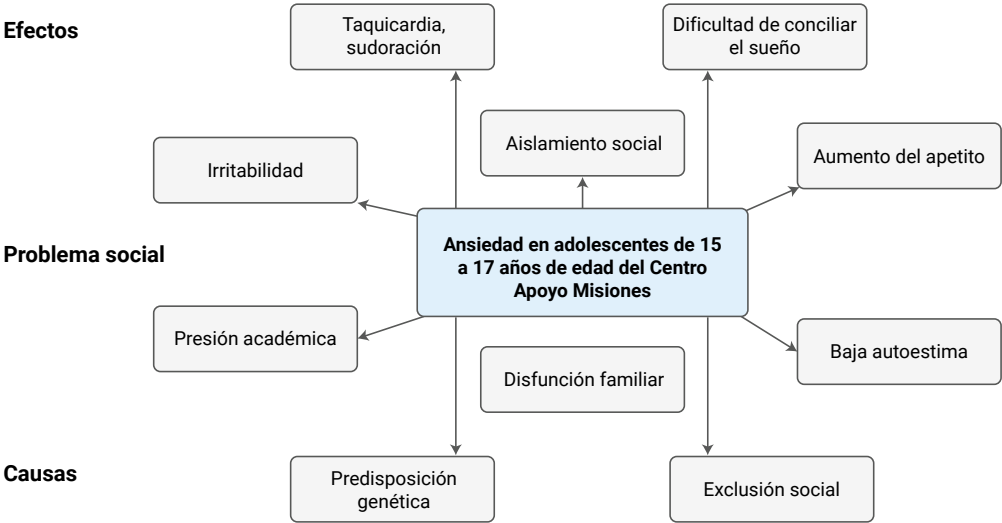 Efectos
Taquicardia,
sudoración
Dificultad de conciliar
el sueño
Aislamiento social
Irritabilidad
Aumento del apetito
Problema social
Ansiedad en adolescentes de 15
a 17 años de edad del Centro
Apoyo Misiones
Presión académica
Disfunción familiar
Baja autoestima
Causas
Predisposición
genética
Exclusión social